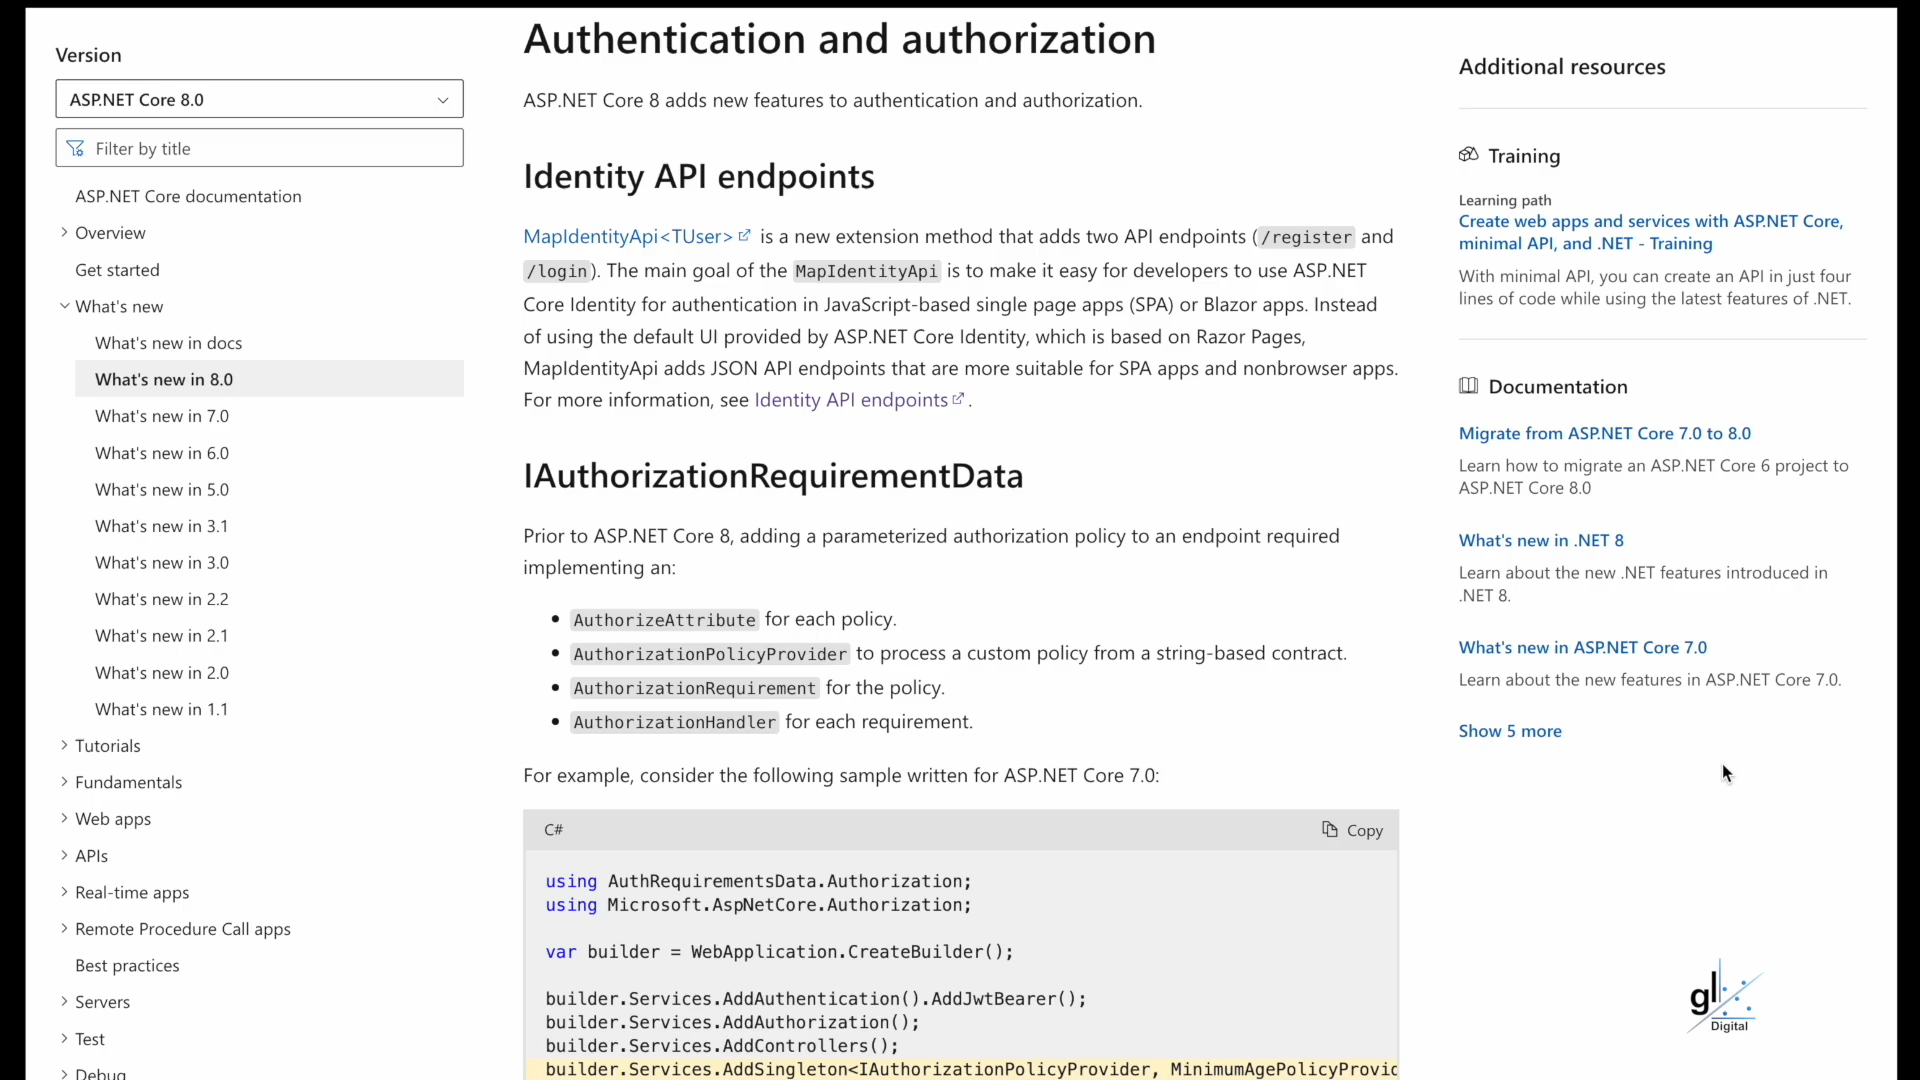 Version
ASP.NET Core 8.0
Filter by title
ASP.NET Core documentation
Overview
Get started
What's new
What's new in docs
What's new in 8.0
What's new in 7.0
What's new in 6.0
What's new in 5.0
What's new in 3.1
What's new in 3.0
What's new in 2.2
What's new in 2.1
What's new in 2.0
What's new in 1.1
Tutorials
Fundamentals
Web apps
APIs
Real-time apps
Remote Procedure Call apps
Best practices
Servers
Test
Debug
Authentication and authorization
ASP.NET Core 8 adds new features to authentication and authorization.
Identity API endpoints
MapIdentityApi<TUser> is a new extension method that adds two API endpoints (/register and
/login). The main goal of the MapIdentityApi is to make it easy for developers to use ASP.NET
Core Identity for authentication in JavaScript-based single page apps (SPA) or Blazor apps. Instead
of using the default UI provided by ASP.NET Core Identity, which is based on Razor Pages,
MapIdentityApi adds JSON API endpoints that are more suitable for SPA apps and nonbrowser apps.
For more information, see Identity API endpoints.
IAuthorizationRequirementData
Prior to ASP.NET Core 8, adding a parameterized authorization policy to an endpoint required
implementing an:
• AuthorizeAttribute for each policy.
• AuthorizationPolicyProvider to process a custom policy from a string-based contract.
• AuthorizationRequirement for the policy.
• AuthorizationHandler for each requirement.
For example, consider the following sample written for ASP.NET Core 7.0:
C# Copy
using AuthRequirementsData.Authorization;
using Microsoft.AspNetCore.Authorization;
var builder = WebApplication.CreateBuilder();
builder.Services.AddAuthentication().AddJwtBearer();
builder.Services.AddAuthorization();
builder.Services.AddControllers();
builder.Services.AddSingleton<IAuthorizationPolicyProvider, MinimumAgePolicyProvid
Additional resources
Training
Learning path
Create web apps and services with ASP.NET Core,
minimal API, and .NET - Training
With minimal API, you can create an API in just four
lines of code while using the latest features of .NET.
Documentation
Migrate from ASP.NET Core 7.0 to 8.0
Learn how to migrate an ASP.NET Core 6 project to
ASP.NET Core 8.0
What's new in .NET 8
Learn about the new .NET features introduced in
.NET 8.
What's new in ASP.NET Core 7.0
Learn about the new features in ASP.NET Core 7.0.
Show 5 more
gl
Digital